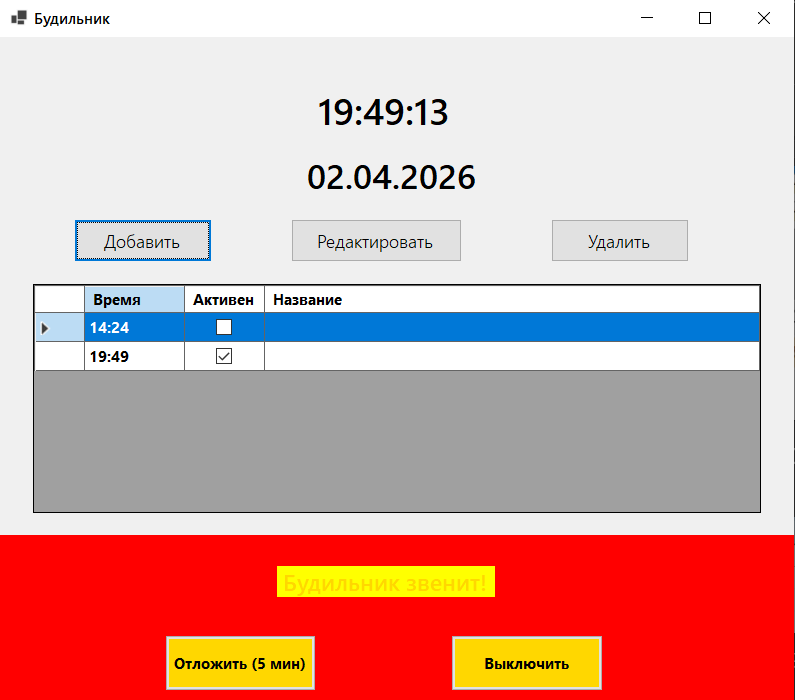 Будильник
19:49:13
02.04.2026
Добавить Редактировать Удалить
Время Активен Название
14:24
19:49
Будильник звенит!
Отложить (5 мин) Выключить